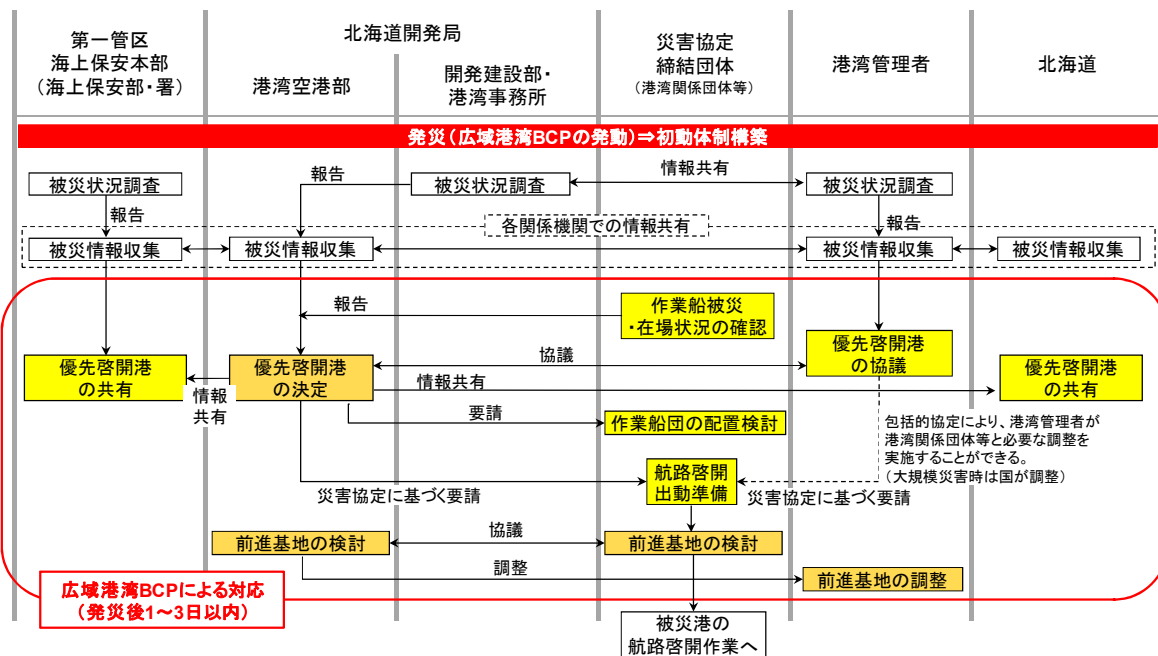 第一管区
海上保安本部
(海上保安部・署)
北海道開発局
港湾空港部
開発建設部・
港湾事務所
災害協定
締結団体
(港湾関係団体等)
港湾管理者
北海道
発災(広域港湾BCPの発動)⇒初動体制構築
被災状況調査
報告
被災状況調査
情報共有
被災状況調査
報告
報告
各関係機関での情報共有
被災情報収集
被災情報収集
被災情報収集
被災情報収集
報告
作業船被災
・在場状況の確認
優先啓開港
の共有
情報
共有
優先啓開港
の決定
協議
優先啓開港
の協議
情報共有
優先啓開港
の共有
要請
作業船団の配置検討
包括的協定により、港湾管理者が
港湾関係団体等と必要な調整を
実施することができる。
(大規模災害時は国が調整)
航路啓開
出動準備
災害協定に基づく要請
災害協定に基づく要請
前進基地の検討
協議
前進基地の検討
調整
前進基地の調整
広域港湾BCPによる対応
(発災後1~3日以内)
被災港の
航路啓開作業へ